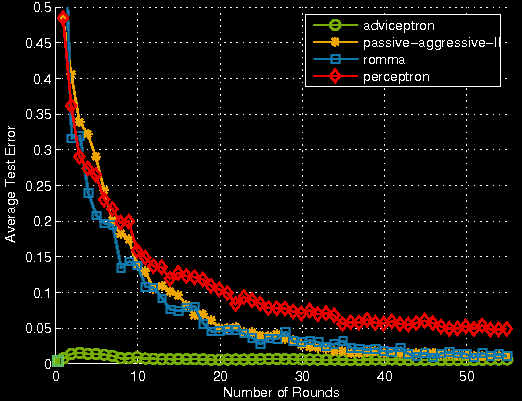 0.5
0.45
0.4
0.35
0.3
0.25
0.2
0.15
0.1
0.05
0
Average Test Error
adviceptron
passive-aggressive-II
romma
perceptron
0 10 20 30 40 50
Number of Rounds